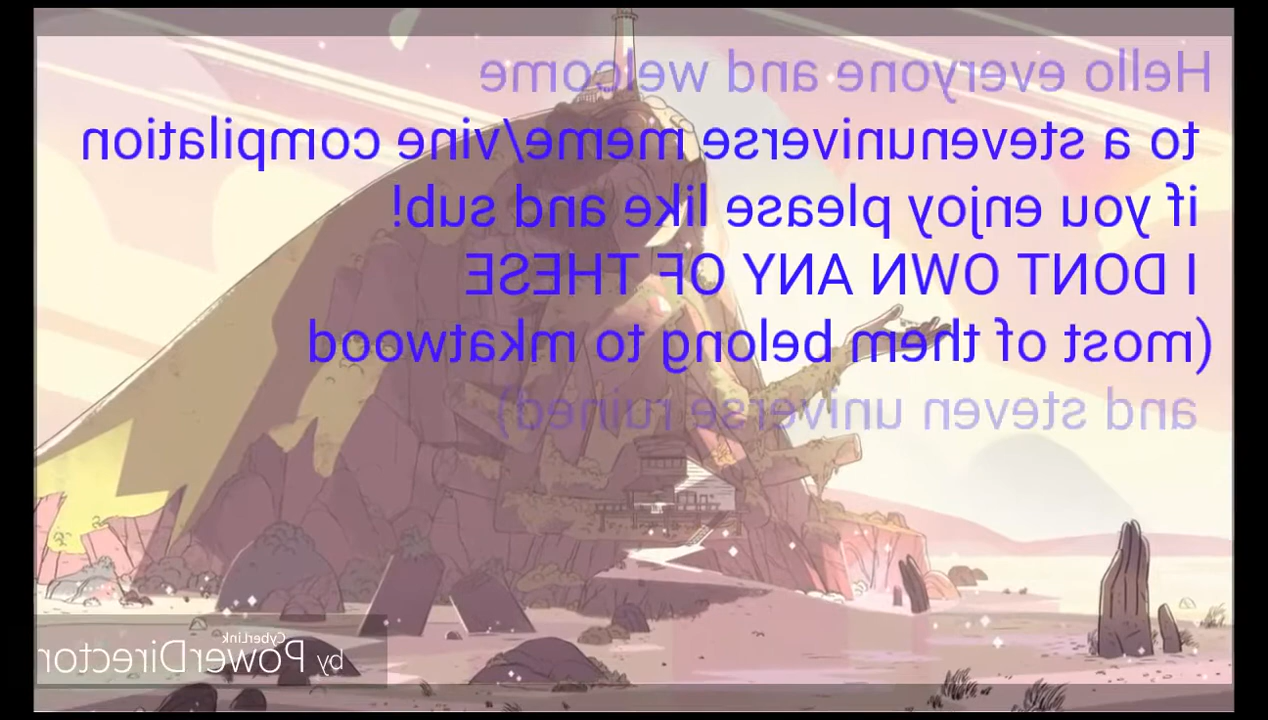 Hello everyone and welcome
to a stevenuniverse meme/vine compilation
if you enjoy please like and sub!
I DONT OWN ANY OF THESE
(most of them belong to mkatwood
and steven universe ruined)
CyberLink
by PowerDirector